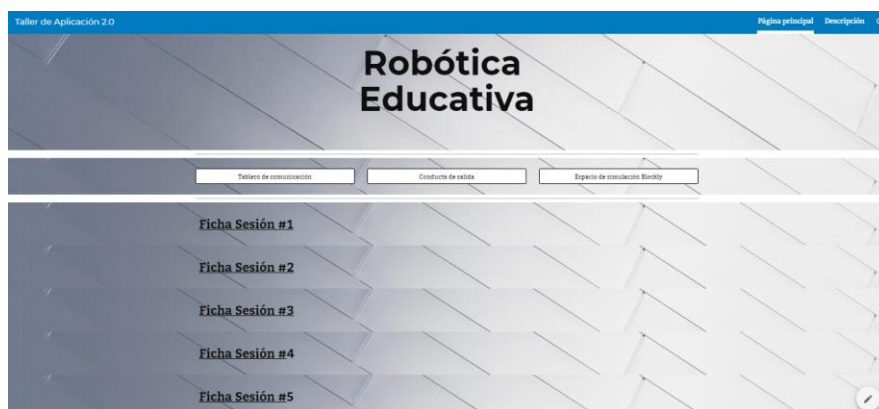 Taller de Aplicación 2.0
Página principal
Descripción
Robótica
Educativa
Tablero de comunicación
Conducta de salida
Espacio de simulación Blockly
Ficha Sesión #1
Ficha Sesión #2
Ficha Sesión #3
Ficha Sesión #4
Ficha Sesión #5